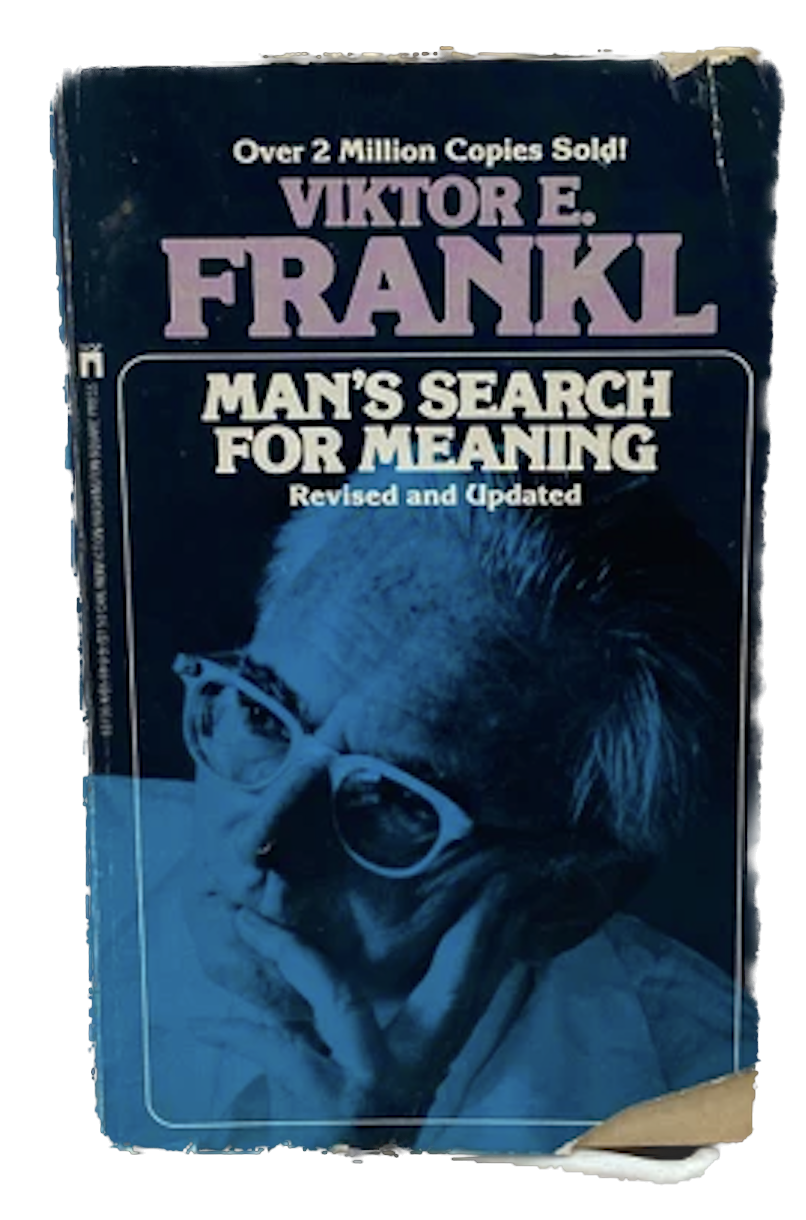 Over 2 Million Copies Sold!
VIKTOR E.
FRANKL
MAN'S SEARCH
FOR MEANING
Revised and Updated